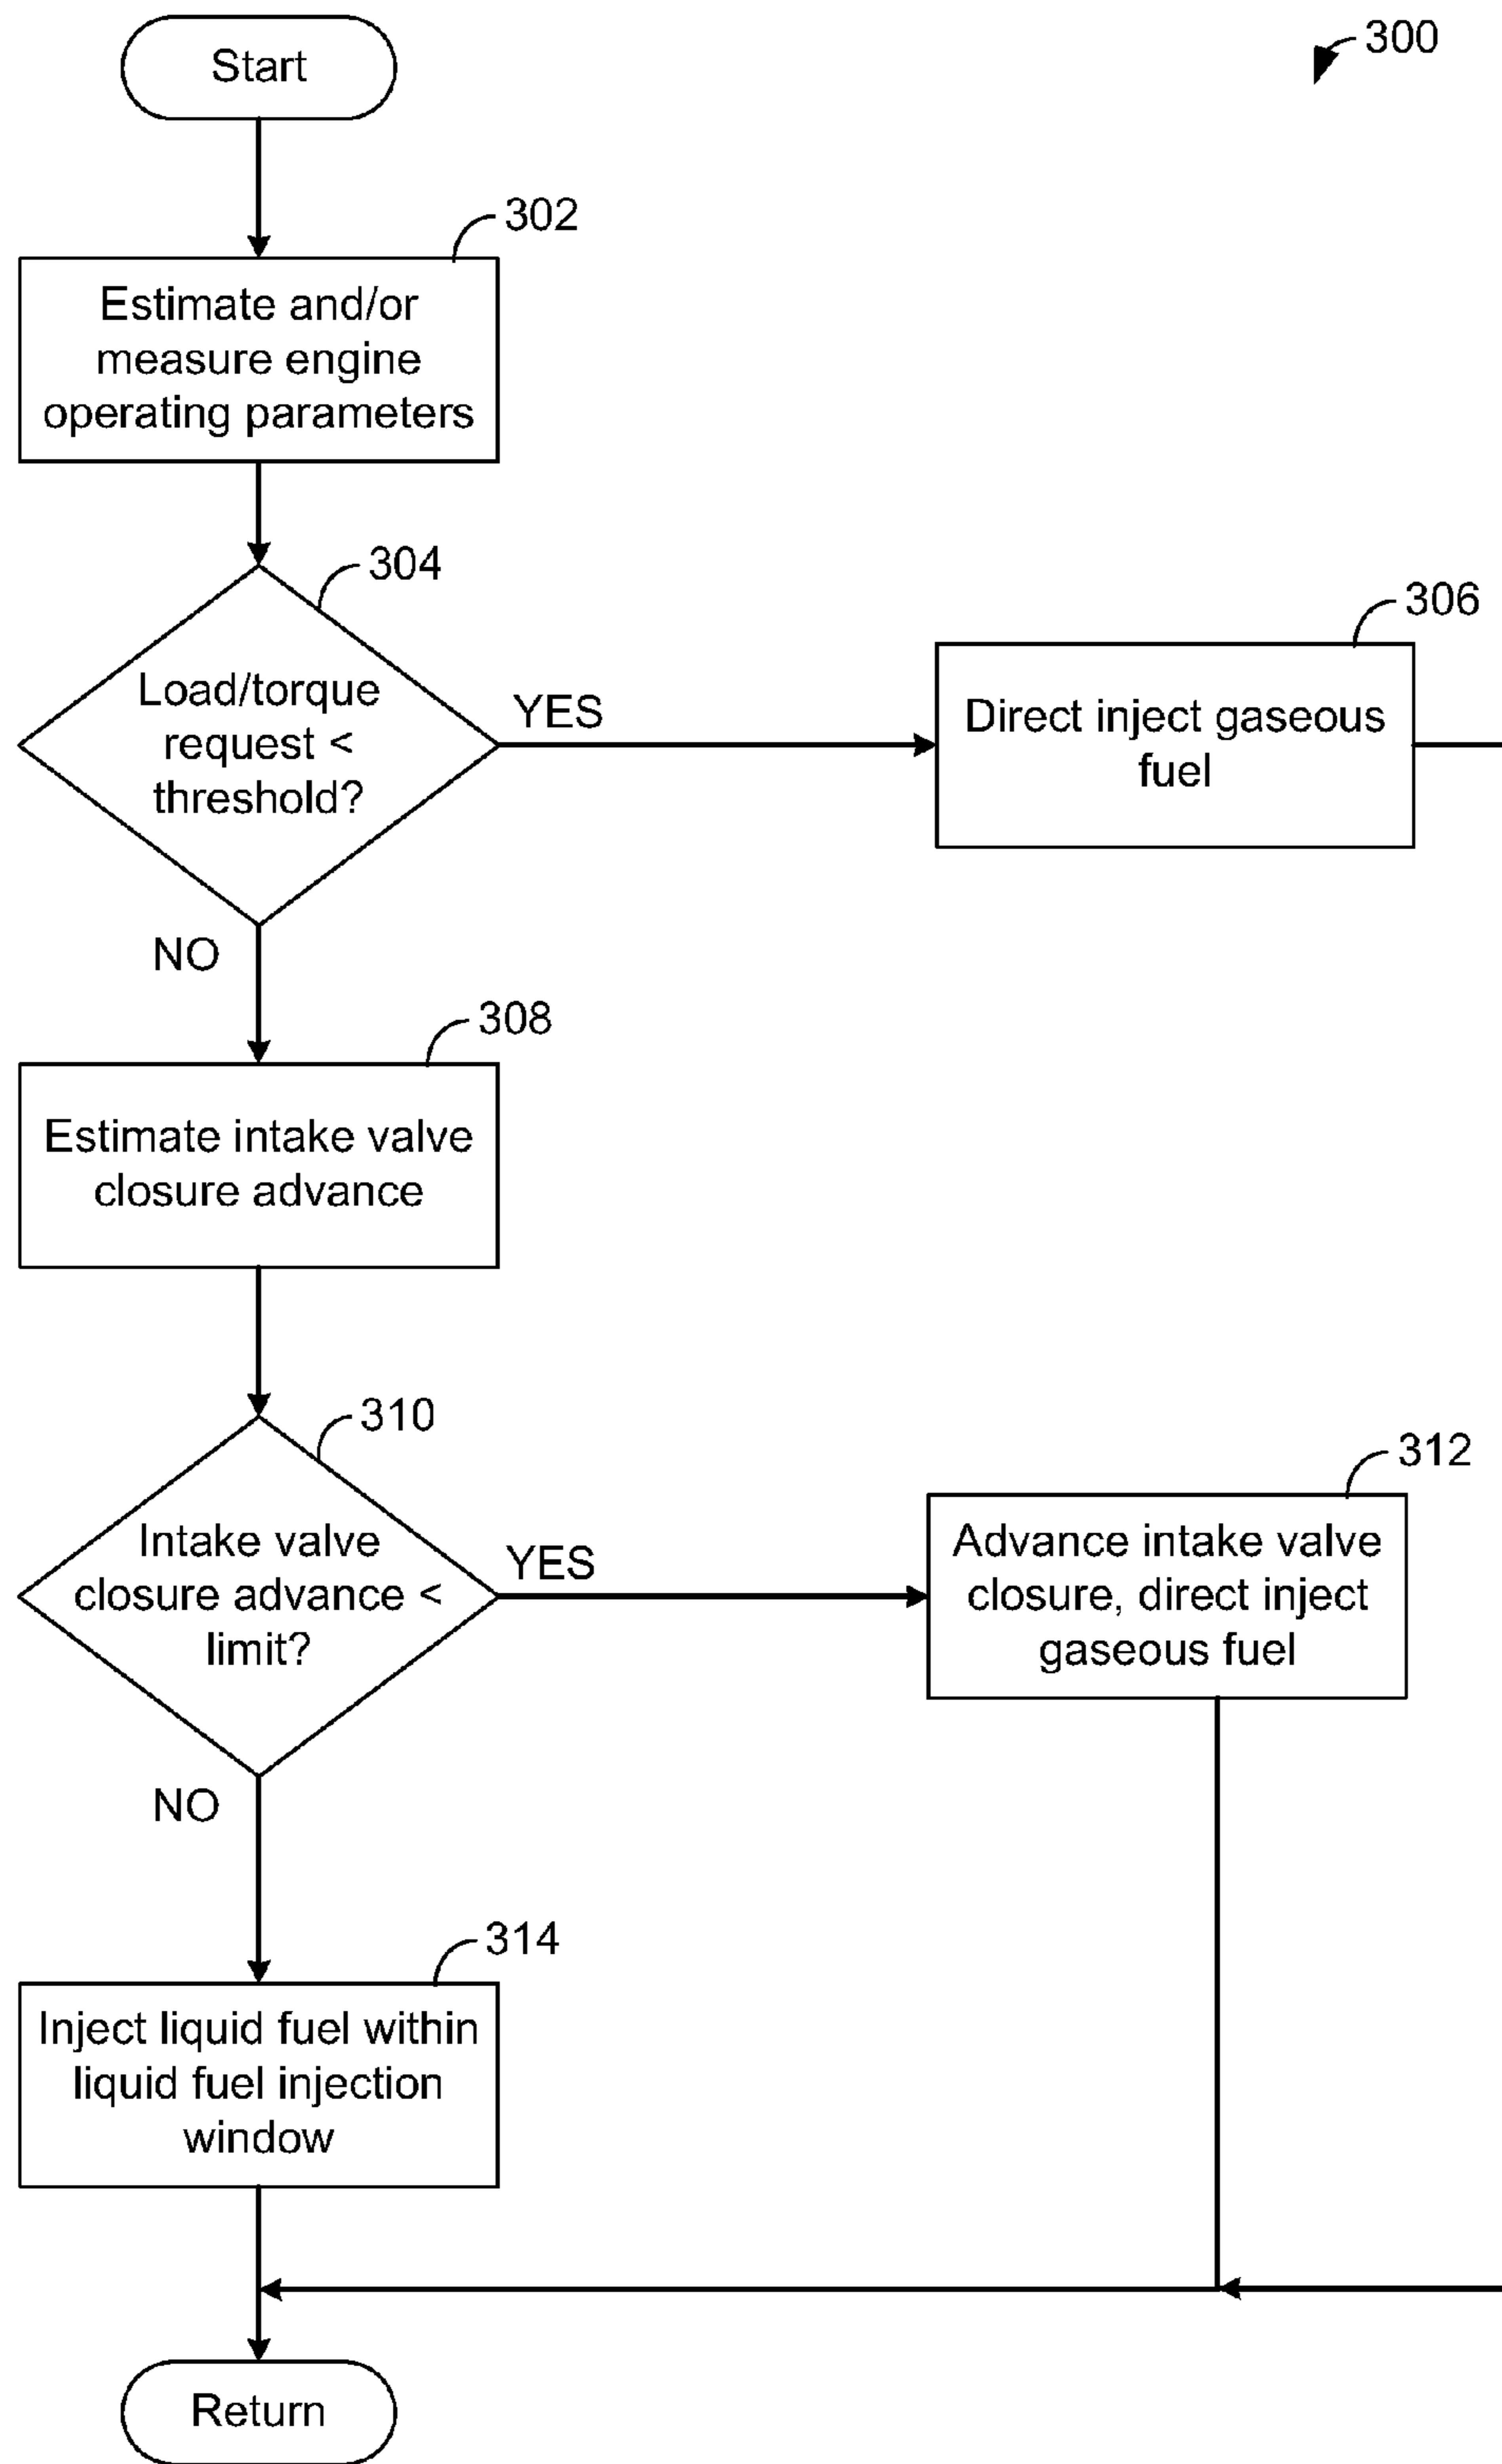 Start
300
302
Estimate and/or
measure engine
operating parameters
304
Load/torque
request <
threshold?
YES
306
Direct inject gaseous
fuel
NO
308
Estimate intake valve
closure advance
310
Intake valve
closure advance <
limit?
YES
312
Advance intake valve
closure, direct inject
gaseous fuel
NO
314
Inject liquid fuel within
liquid fuel injection
window
Return